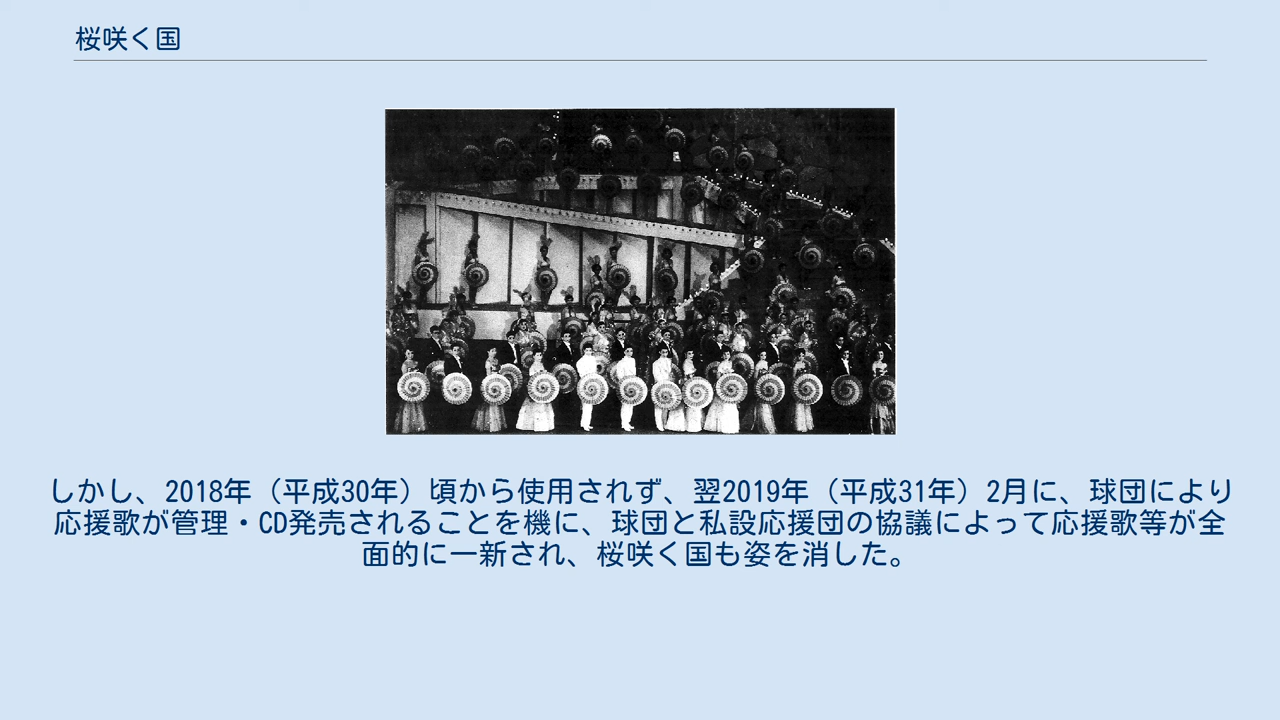 桜咲く国
しかし、2018年（平成30年）頃から使用されず、翌2019年（平成31年）2月に、球団により
応援歌が管理・CD発売されることを機に、球団と私設応援団の協議によって応援歌等が全
面的に一新され、桜咲く国も姿を消した。